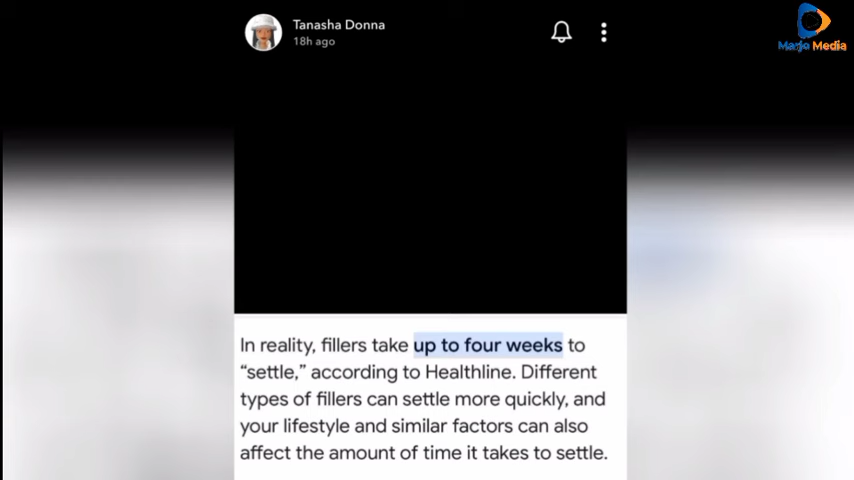 Tanasha Donna
18h ago
Marjo Media
In reality, fillers take up to four weeks to
“settle,” according to Healthline. Different
types of fillers can settle more quickly, and
your lifestyle and similar factors can also
affect the amount of time it takes to settle.